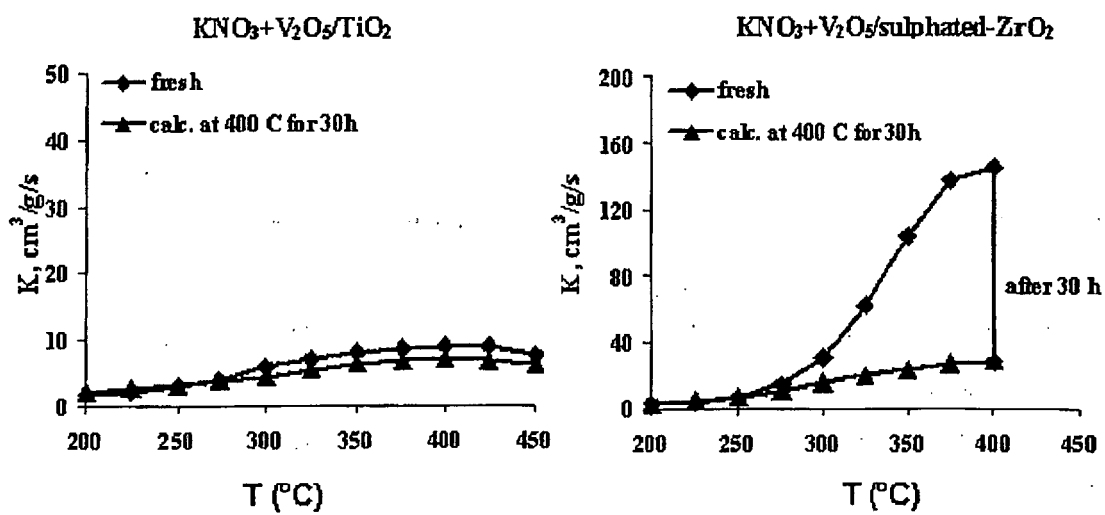 KNO₃+V₂O₅/TiO₂
50
40
30
20
10
0
K, cm³/g/s
fresh
calc. at 400 C for 30h
200
250
300
350
400
450
T (°C)
KNO₃+V₂O₅/sulphated-ZrO₂
200
160
120
80
40
0
K, cm³/g/s
fresh
calc. at 400 C for 30h
after 30 h
200
250
300
350
400
450
T (°C)